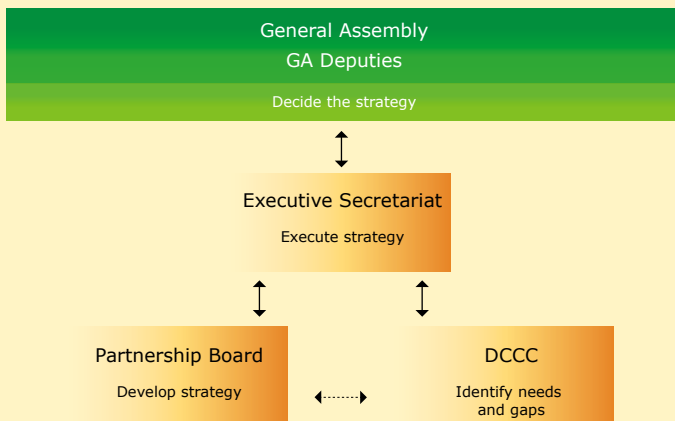 General Assembly
GA Deputies
Decide the strategy
Executive Secretariat
Execute strategy
Partnership Board
Develop strategy
DCCC
Identify needs
and gaps